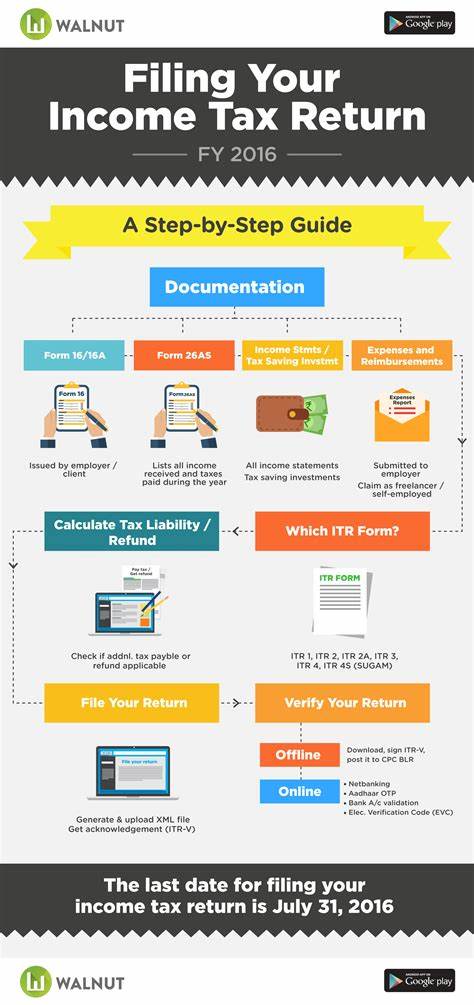 WALNUT
ANDROID APP ON
Google play
Filing Your
Income Tax Return
FY 2016
A Step-by-Step Guide
Documentation
Form 16/16A
Form 26AS
Income Stmts /
Tax Saving Invstmt
Expenses and
Reimbursements
Form 16
Form 26AS
Expenses
Report
Issued by employer /
client
Lists all income
received and taxes
paid during the year
All income statements
Tax saving investments
Submitted to
employer
Claim as freelancer /
self-employed
Calculate Tax Liability /
Refund
Which ITR Form?
Pay tax /
Get refund
ITR FORM
Check if addnl. tax payble or
refund applicable
ITR 1, ITR 2, ITR 2A, ITR 3,
ITR 4, ITR 4S (SUGAM)
File Your Return
Verify Your Return
File your return
Offline
Download, sign ITR-V,
post it to CPC BLR
Online
• Netbanking
• Aadhaar OTP
• Bank A/c validation
• Elec. Verification Code (EVC)
Generate & upload XML file
Get acknowledgement (ITR-V)
The last date for filing your
income tax return is July 31, 2016
WALNUT
ANDROID APP ON
Google play